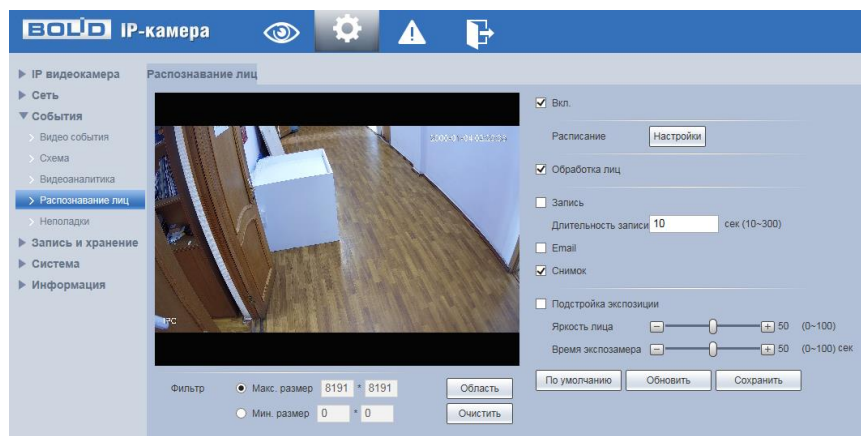 BOLID IP-камера
IP видеокамера
Сеть
События
Видео события
Схема
Видеоаналитика
Распознавание лиц
Неполадки
Запись и хранение
Система
Информация
Распознавание лиц
Фильтр
Макс. размер 8191 * 8191
Область
Мин. размер 0 * 0
Очистить
Вкл.
Расписание Настройки
Обработка лиц
Запись
Длительность записи 10 сек (10~300)
Email
Снимок
Подстройка экспозиции
Яркость лица 50 (0~100)
Время экспозамера 50 (0~100) сек
По умолчанию Обновить Сохранить